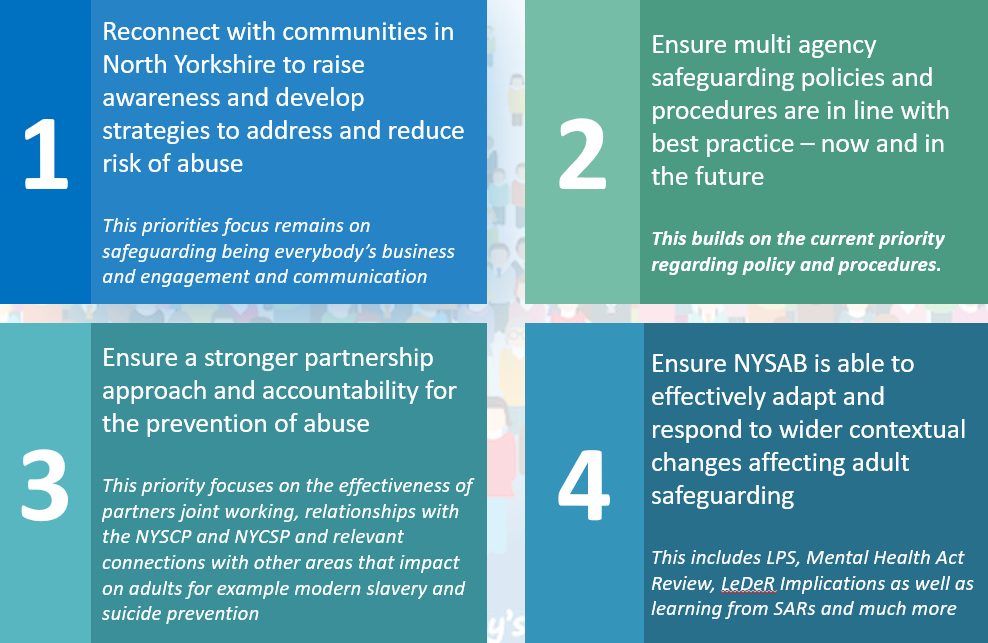 1
Reconnect with communities in
North Yorkshire to raise
awareness and develop
strategies to address and reduce
risk of abuse
This priorities focus remains on
safeguarding being everybody's business
and engagement and communication
2
Ensure multi agency
safeguarding policies and
procedures are in line with
best practice – now and in
the future
This builds on the current priority
regarding policy and procedures.
3
Ensure a stronger partnership
approach and accountability for
the prevention of abuse
This priority focuses on the effectiveness of
partners joint working, relationships with
the NYSCP and NYCSP and relevant
connections with other areas that impact
on adults for example modern slavery and
suicide prevention
4
Ensure NYSAB is able to
effectively adapt and
respond to wider contextual
changes affecting adult
safeguarding
This includes LPS, Mental Health Act
Review, LeDeR Implications as well as
learning from SARs and much more
y's